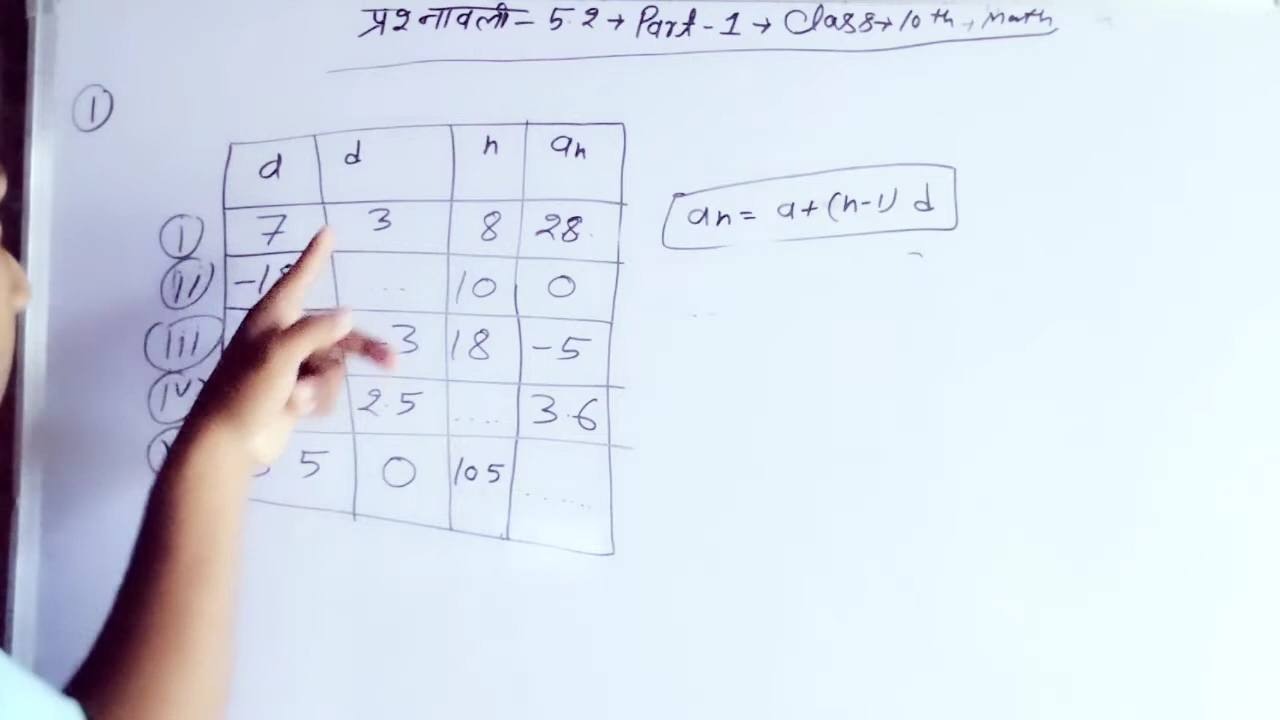 प्रश्नावली - 5.2 → Part - 1 → Class → 10th, Math
①
a d n an
① 7 3 8 28
(ii) ... 10 0
(iii) 3 18 -5
(iv) 2.5 .... 3.6
5 0 105 ......
an = a + (n-1) d